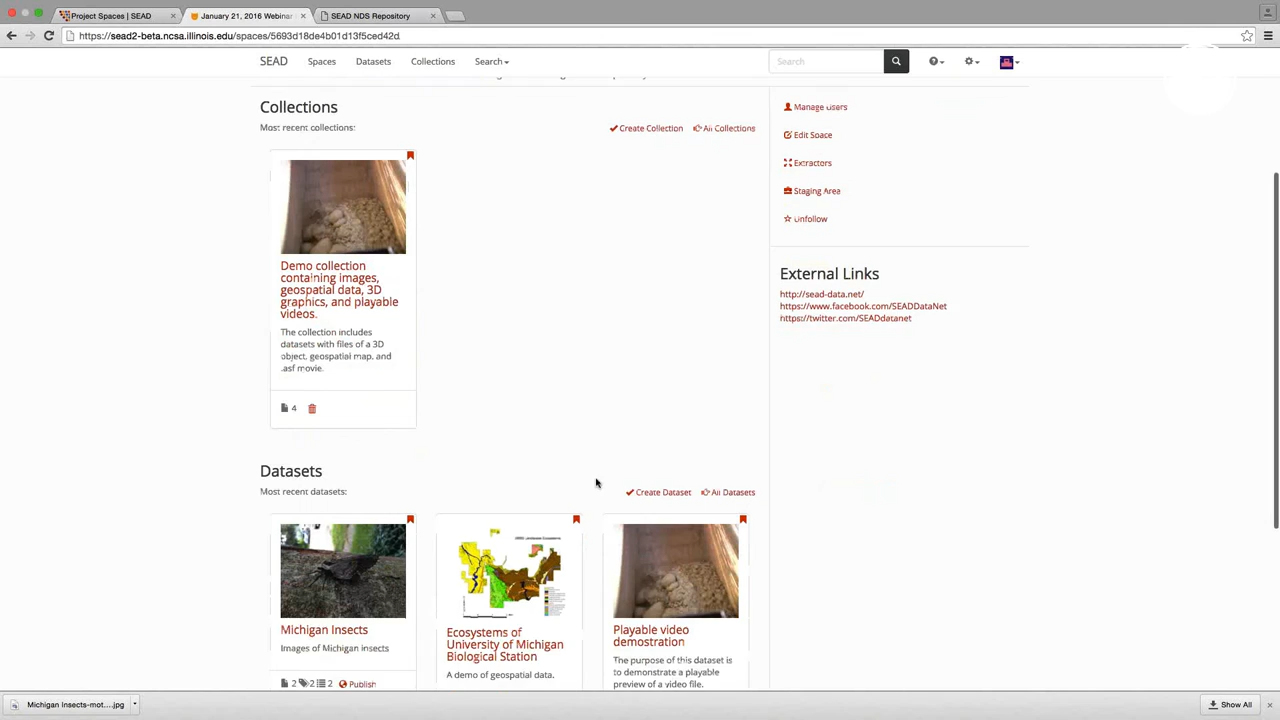 Project Spaces | SEAD
January 21, 2016 Webinar
SEAD NDS Repository
https://sead2-beta.ncsa.illinois.edu/spaces/5693d18de4b01d13f5ced42d
SEAD
Spaces
Datasets
Collections
Search
Search
Collections
Most recent collections:
Create Collection
All Collections
Demo collection
containing images,
geospatial data, 3D
graphics, and playable
videos.
The collection includes
datasets with files of a 3D
object, geospatial map, and
.asf movie.
4
Manage Users
Edit Space
Extractors
Staging Area
Unfollow
External Links
http://sead-data.net/
https://www.facebook.com/SEADDataNet
https://twitter.com/SEADdatanet
Datasets
Most recent datasets:
Create Dataset
All Datasets
Michigan Insects
Images of Michigan insects
2 2 2 Publish
Ecosystems of
University of Michigan
Biological Station
A demo of geospatial data.
Playable video
demostration
The purpose of this dataset is
to demonstrate a playable
preview of a video file.
Michigan Insects-mot....jpg
Show All